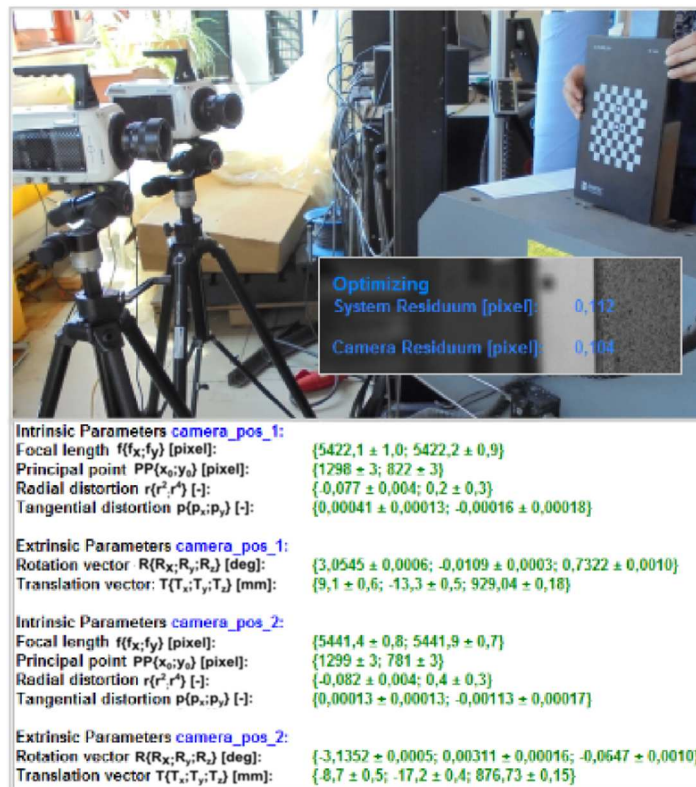 Optimizing
System Residuum [pixel]: 0,112
Camera Residuum [pixel]: 0,104
Intrinsic Parameters camera_pos_1:
Focal length f{fx;fy} [pixel]: {5422,1 ± 1,0; 5422,2 ± 0,9}
Principal point PP{x₀;y₀} [pixel]: {1298 ± 3; 822 ± 3}
Radial distortion r{r²;r⁴} [-]: {-0,077 ± 0,004; 0,2 ± 0,3}
Tangential distortion p{pₓ;pᵧ} [-]: {0,00041 ± 0,00013; -0,00016 ± 0,00018}
Extrinsic Parameters camera_pos_1:
Rotation vector R{Rx;Ry;Rz} [deg]: {3,0545 ± 0,0006; -0,0109 ± 0,0003; 0,7322 ± 0,0010}
Translation vector: T{Tx;Ty;Tz} [mm]: {9,1 ± 0,6; -13,3 ± 0,5; 929,04 ± 0,18}
Intrinsic Parameters camera_pos_2:
Focal length f{fx;fy} [pixel]: {5441,4 ± 0,8; 5441,9 ± 0,7}
Principal point PP{x₀;y₀} [pixel]: {1299 ± 3; 781 ± 3}
Radial distortion r{r²;r⁴} [-]: {-0,082 ± 0,004; 0,4 ± 0,3}
Tangential distortion p{pₓ;pᵧ} [-]: {0,00013 ± 0,00013; -0,00113 ± 0,00017}
Extrinsic Parameters camera_pos_2:
Rotation vector R{Rx;Ry;Rz} [deg]: {-3,1352 ± 0,0005; 0,00311 ± 0,00016; -0,0647 ± 0,0010}
Translation vector T{Tx;Ty;Tz} [mm]: {-8,7 ± 0,5; -17,2 ± 0,4; 876,73 ± 0,15}